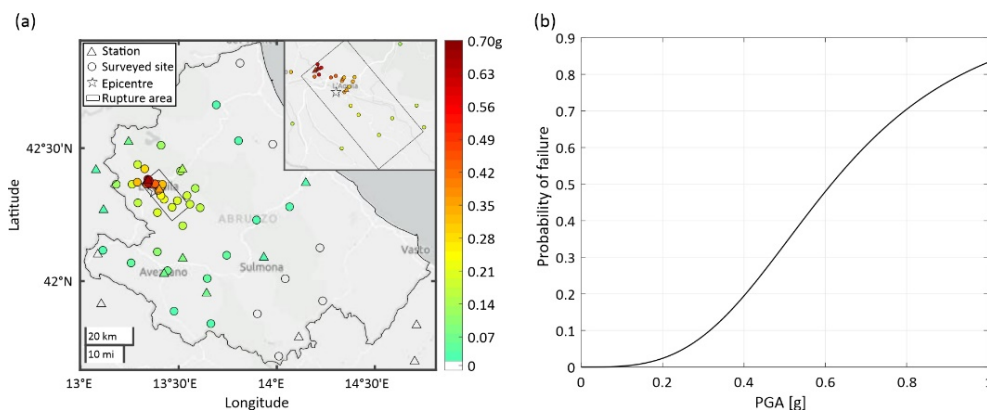 (a)
(b)
Station
Surveyed site
Epicentre
Rupture area
0.70g
0.63
0.56
0.49
0.42
0.35
0.28
0.21
0.14
0.07
0
42°30'N
42°N
Latitude
ABRUZZO
Vasto
Avezzano
Sulmona
20 km
10 mi
13°E
13°30'E
14°E
14°30'E
Longitude
0.9
0.8
0.7
0.6
0.5
0.4
0.3
0.2
0.1
0
Probability of failure
0
0.2
0.4
0.6
0.8
1
PGA [g]